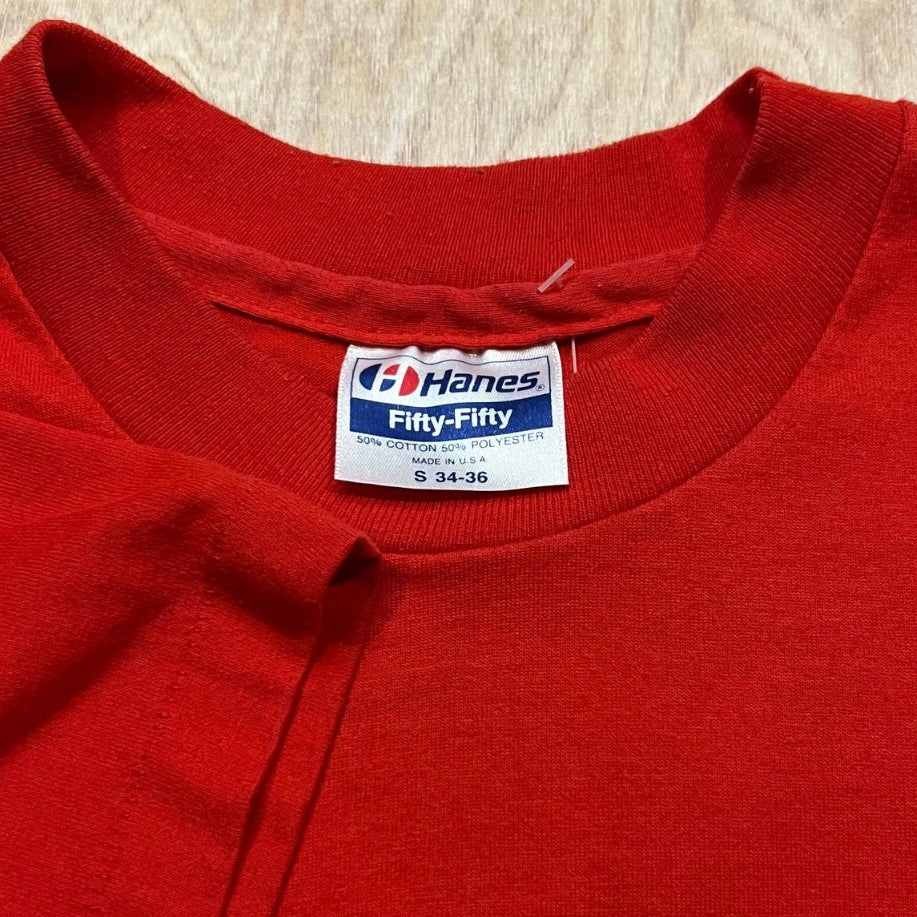 Hanes®
Fifty-Fifty
50% COTTON 50% POLYESTER
MADE IN U.S.A.
S 34-36